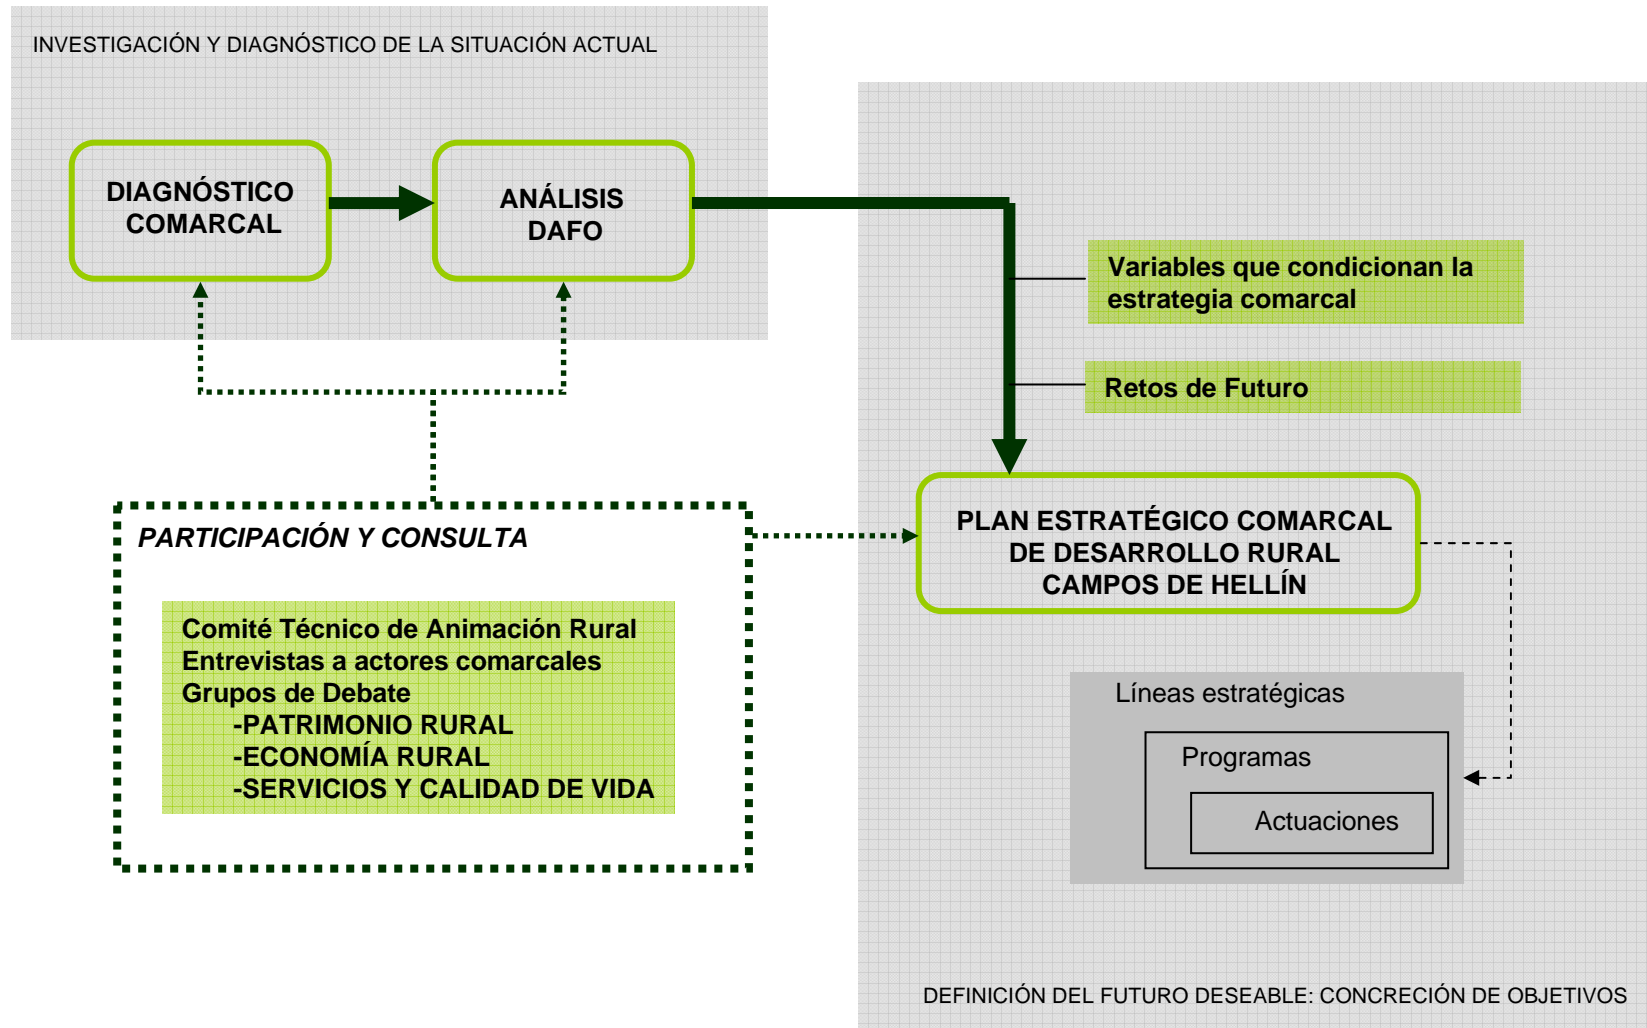 INVESTIGACIÓN Y DIAGNÓSTICO DE LA SITUACIÓN ACTUAL
DIAGNÓSTICO
COMARCAL
ANÁLISIS
DAFO
Variables que condicionan la
estrategia comarcal
Retos de Futuro
PARTICIPACIÓN Y CONSULTA
Comité Técnico de Animación Rural
Entrevistas a actores comarcales
Grupos de Debate
-PATRIMONIO RURAL
-ECONOMÍA RURAL
-SERVICIOS Y CALIDAD DE VIDA
PLAN ESTRATÉGICO COMARCAL
DE DESARROLLO RURAL
CAMPOS DE HELLÍN
Líneas estratégicas
Programas
Actuaciones
DEFINICIÓN DEL FUTURO DESEABLE: CONCRECIÓN DE OBJETIVOS